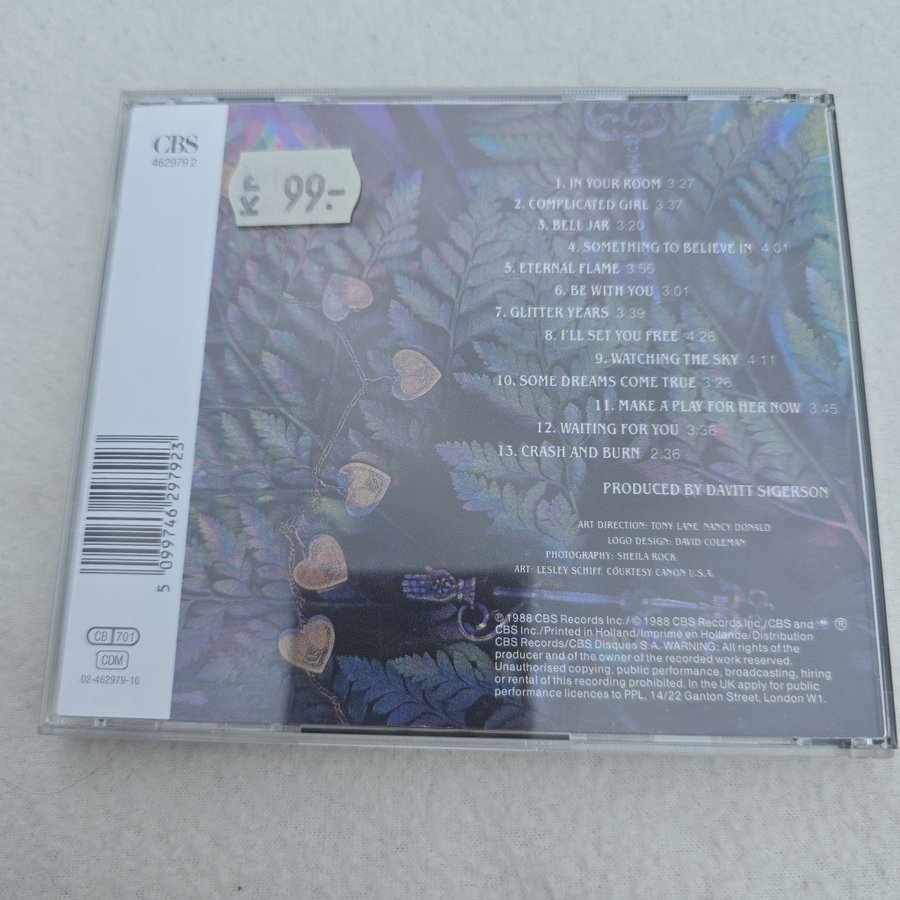 CBS
462979 2
Kr 99.-
1. IN YOUR ROOM 3:27
2. COMPLICATED GIRL 3:37
3. BELL JAR 3:20
4. SOMETHING TO BELIEVE IN 4:01
5. ETERNAL FLAME 3:56
6. BE WITH YOU 3:01
7. GLITTER YEARS 3:39
8. I'LL SET YOU FREE 4:26
9. WATCHING THE SKY 4:11
10. SOME DREAMS COME TRUE 3:26
11. MAKE A PLAY FOR HER NOW 3:45
12. WAITING FOR YOU 3:36
13. CRASH AND BURN 2:36
PRODUCED BY DAVITT SIGERSON
ART DIRECTION: TONY LANE NANCY DONALD
LOGO DESIGN: DAVID COLEMAN
PHOTOGRAPHY: SHEILA ROCK
ART: LESLEY SCHIFF COURTESY CANON U.S.A.
℗ 1988 CBS Records Inc./ © 1988 CBS Records Inc./CBS and ®
CBS Inc./Printed in Holland/Imprimé en Hollande/Distribution
CBS Records/CBS Disques S.A. WARNING: All rights of the
producer and of the owner of the recorded work reserved.
Unauthorised copying, public performance, broadcasting, hiring
or rental of this recording prohibited. In the UK apply for public
performance licences to PPL, 14/22 Ganton Street, London W1.
5 099746 297923
CB 701
CDM
02-462979-10